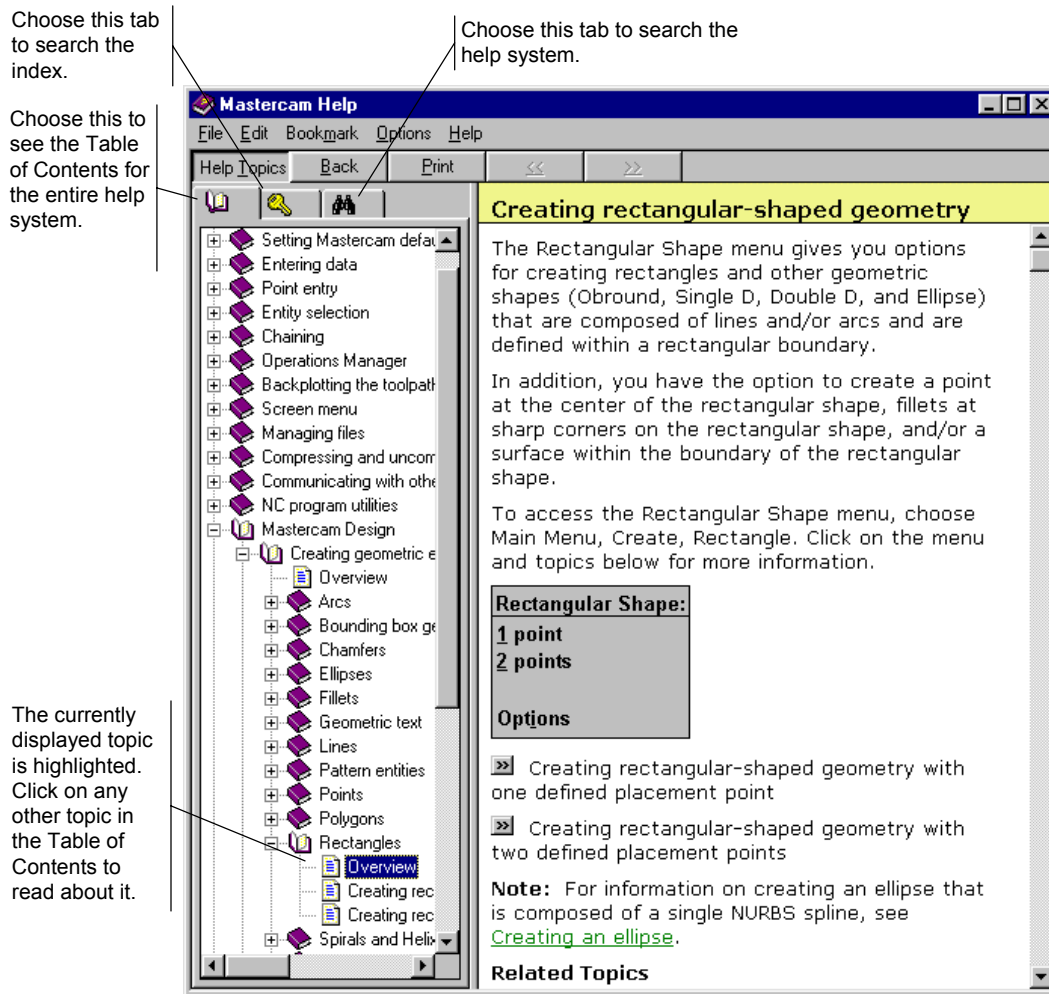 Choose this tab
to search the
index.
Choose this tab to search the
help system.
Choose this to
see the Table
of Contents for
the entire help
system.
The currently
displayed topic
is highlighted.
Click on any
other topic in
the Table of
Contents to
read about it.
Mastercam Help
File Edit Bookmark Options Help
Help Topics Back Print << >>
Setting Mastercam defau
Entering data
Point entry
Entity selection
Chaining
Operations Manager
Backplotting the toolpath
Screen menu
Managing files
Compressing and uncom
Communicating with othe
NC program utilities
Mastercam Design
Creating geometric e
Overview
Arcs
Bounding box ge
Chamfers
Ellipses
Fillets
Geometric text
Lines
Pattern entities
Points
Polygons
Rectangles
Overview
Creating rec
Creating rec
Spirals and Helix
Creating rectangular-shaped geometry
The Rectangular Shape menu gives you options
for creating rectangles and other geometric
shapes (Obround, Single D, Double D, and Ellipse)
that are composed of lines and/or arcs and are
defined within a rectangular boundary.
In addition, you have the option to create a point
at the center of the rectangular shape, fillets at
sharp corners on the rectangular shape, and/or a
surface within the boundary of the rectangular
shape.
To access the Rectangular Shape menu, choose
Main Menu, Create, Rectangle. Click on the menu
and topics below for more information.
Rectangular Shape:
1 point
2 points
Options
>> Creating rectangular-shaped geometry with
one defined placement point
>> Creating rectangular-shaped geometry with
two defined placement points
Note: For information on creating an ellipse that
is composed of a single NURBS spline, see
Creating an ellipse.
Related Topics